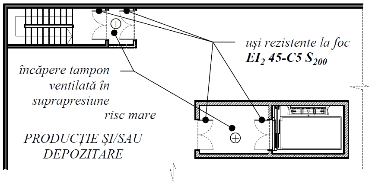 uși rezistente la foc
EI2 45-C5 S200
încăpere tampon
ventilată în
suprapresiune
risc mare
PRODUCȚIE ȘI/SAU
DEPOZITARE